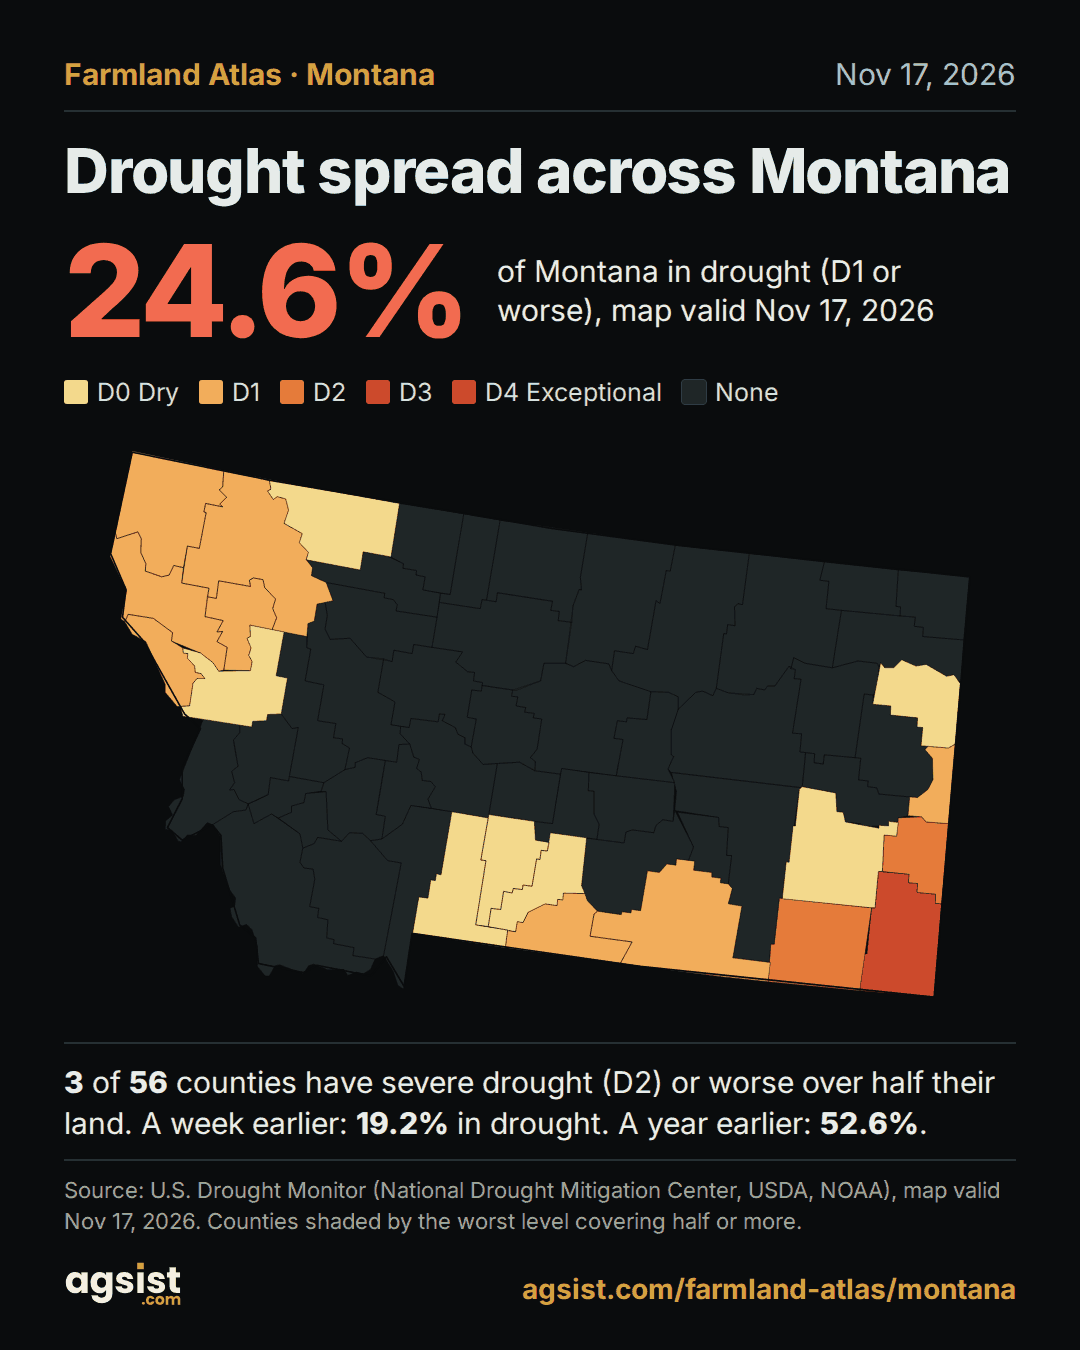 Farmland Atlas · Montana
Nov 17, 2026
Drought spread across Montana
24.6%
of Montana in drought (D1 or
worse), map valid Nov 17, 2026
D0 Dry D1 D2 D3 D4 Exceptional None
3 of 56 counties have severe drought (D2) or worse over half their
land. A week earlier: 19.2% in drought. A year earlier: 52.6%.
Source: U.S. Drought Monitor (National Drought Mitigation Center, USDA, NOAA), map valid
Nov 17, 2026. Counties shaded by the worst level covering half or more.
agsist
.com
agsist.com/farmland-atlas/montana